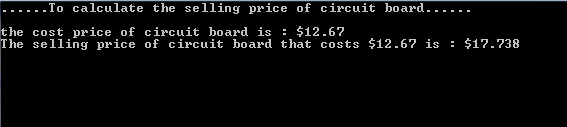 ......To calculate the selling price of circuit board......
the cost price of circuit board is : $12.67
The selling price of circuit board that costs $12.67 is : $17.738